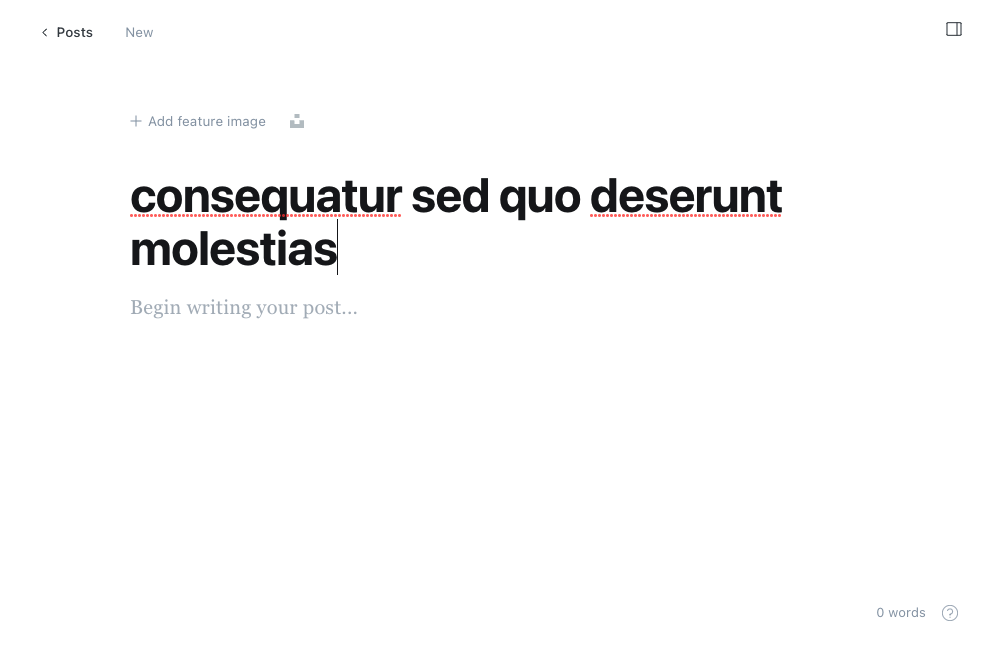 Posts New
Add feature image
consequatur sed quo deserunt
molestias
Begin writing your post...
0 words